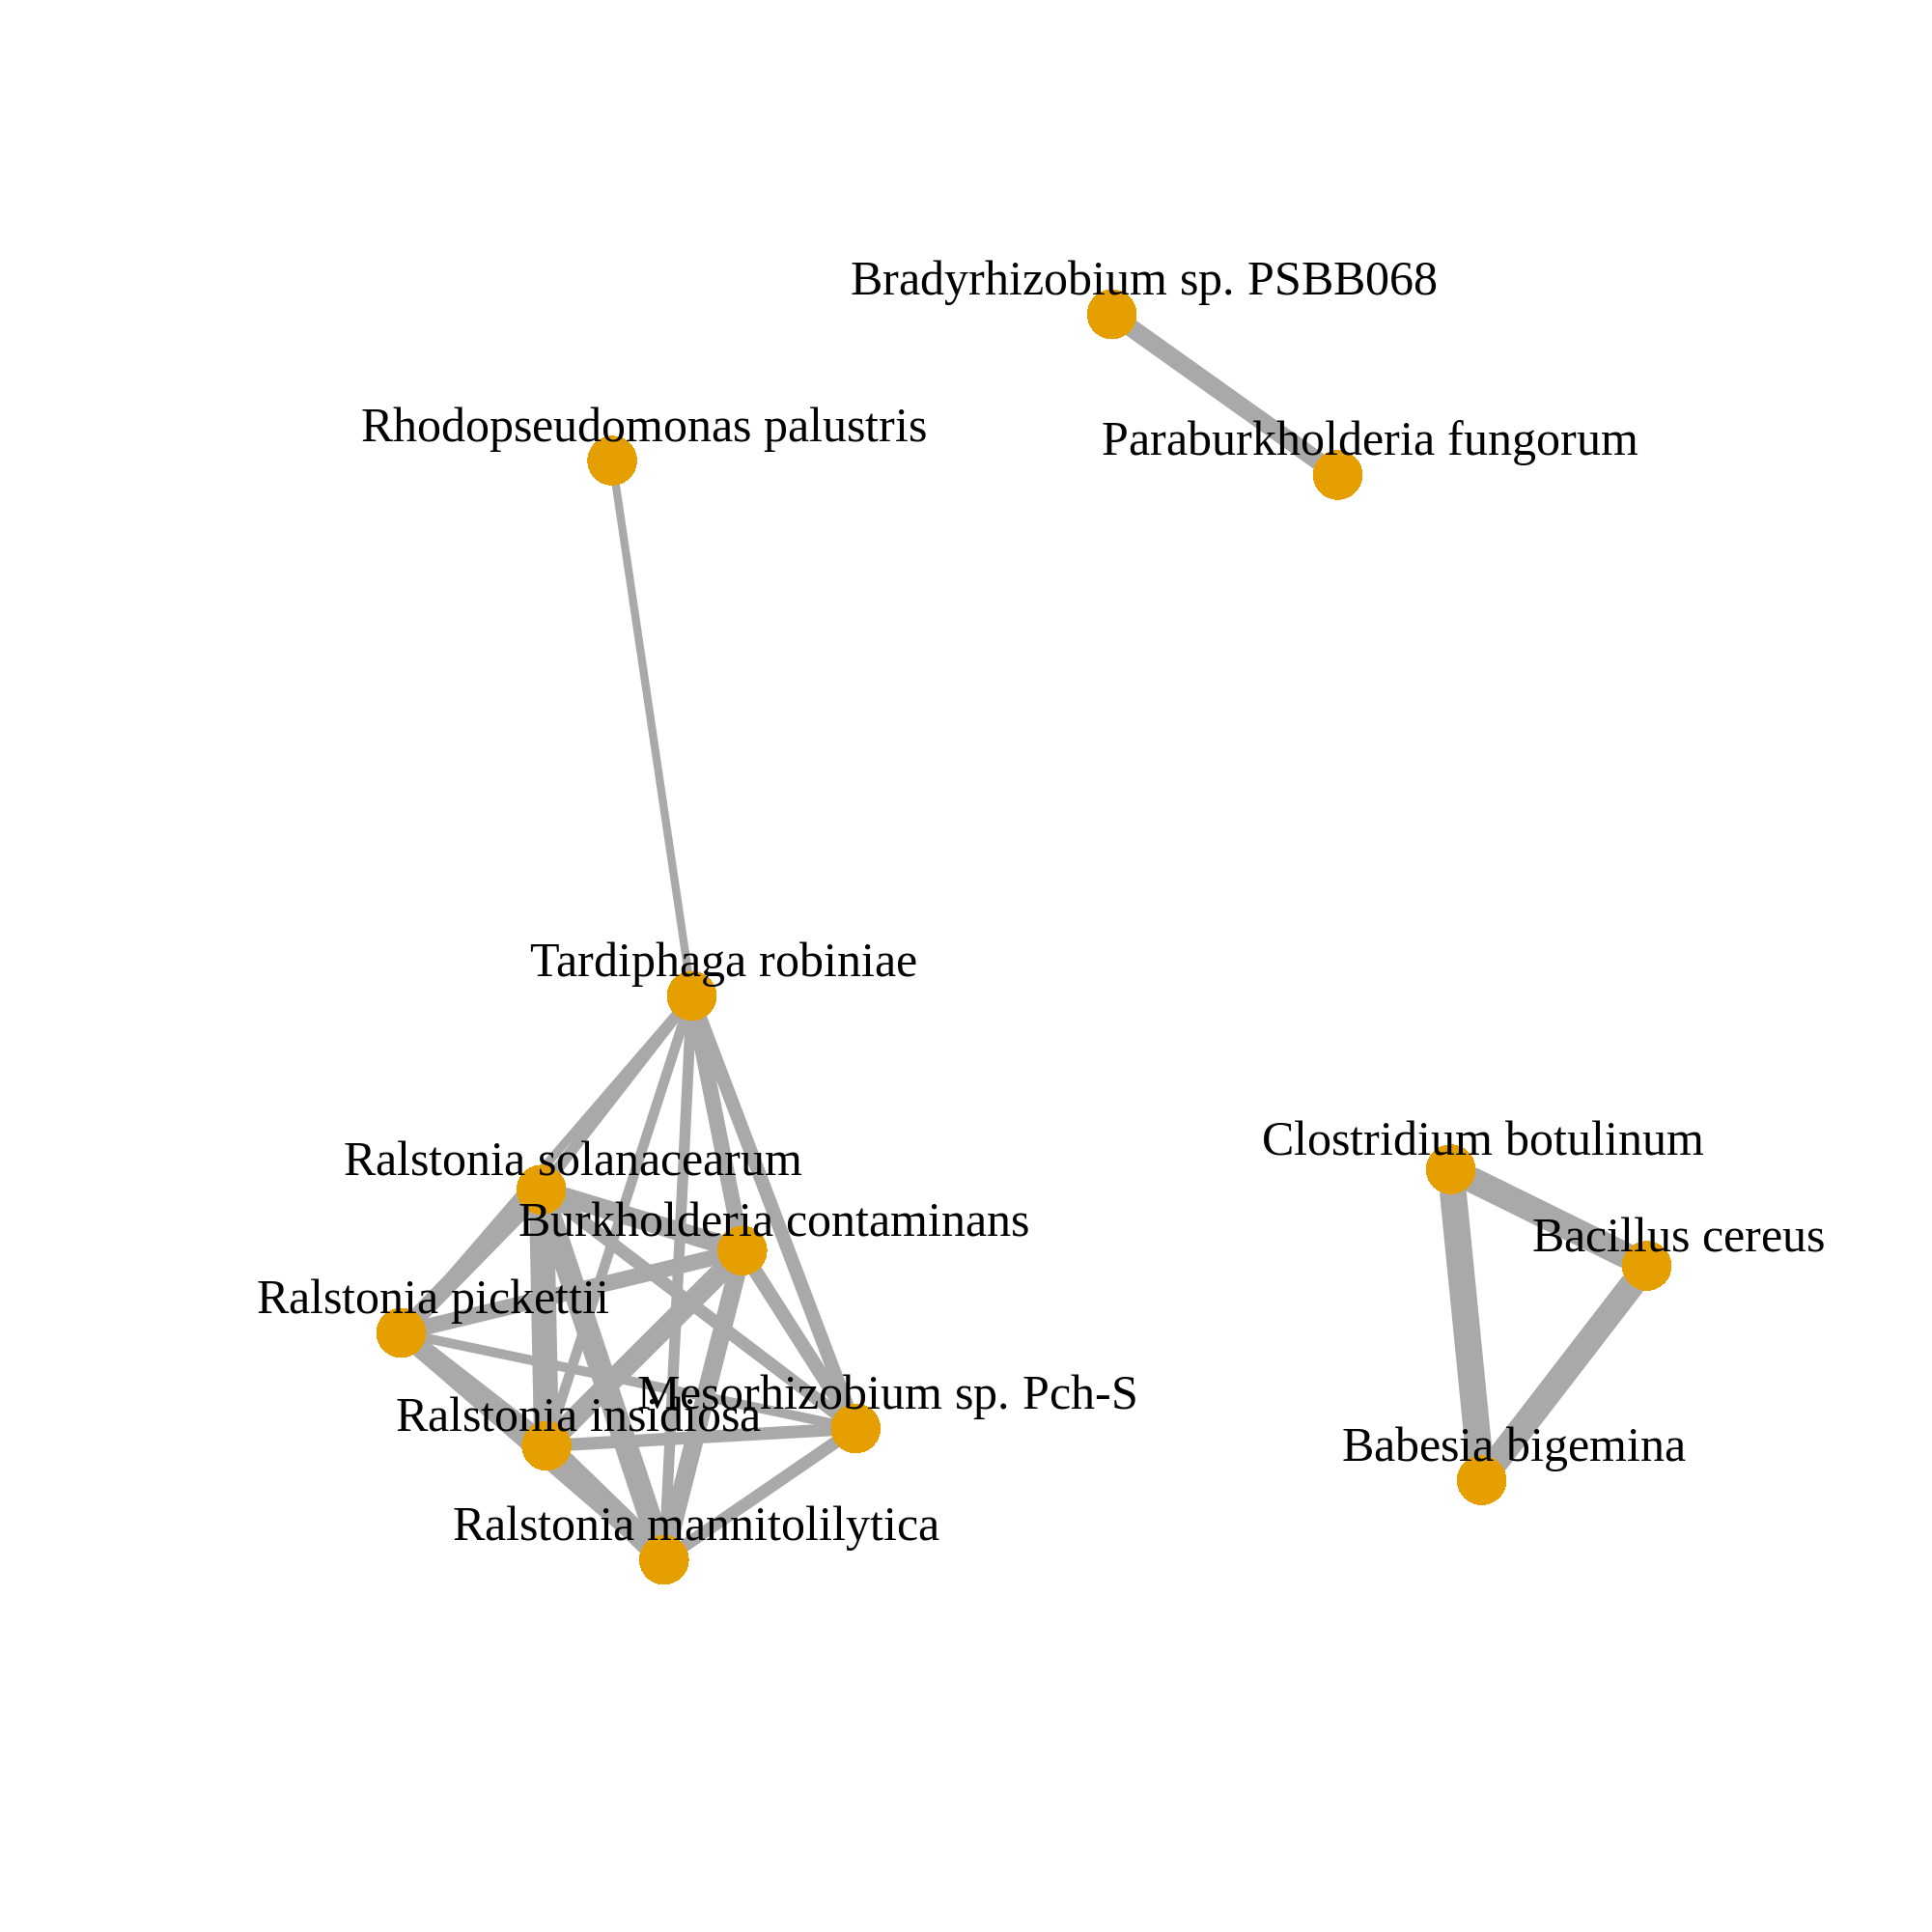 Bradyrhizobium sp. PSBB068
Rhodopseudomonas palustris
Paraburkholderia fungorum
Tardiphaga robiniae
Clostridium botulinum
Ralstonia solanacearum
Burkholderia contaminans
Bacillus cereus
Ralstonia pickettii
Mesorhizobium sp. Pch-S
Ralstonia insidiosa
Babesia bigemina
Ralstonia mannitolilytica